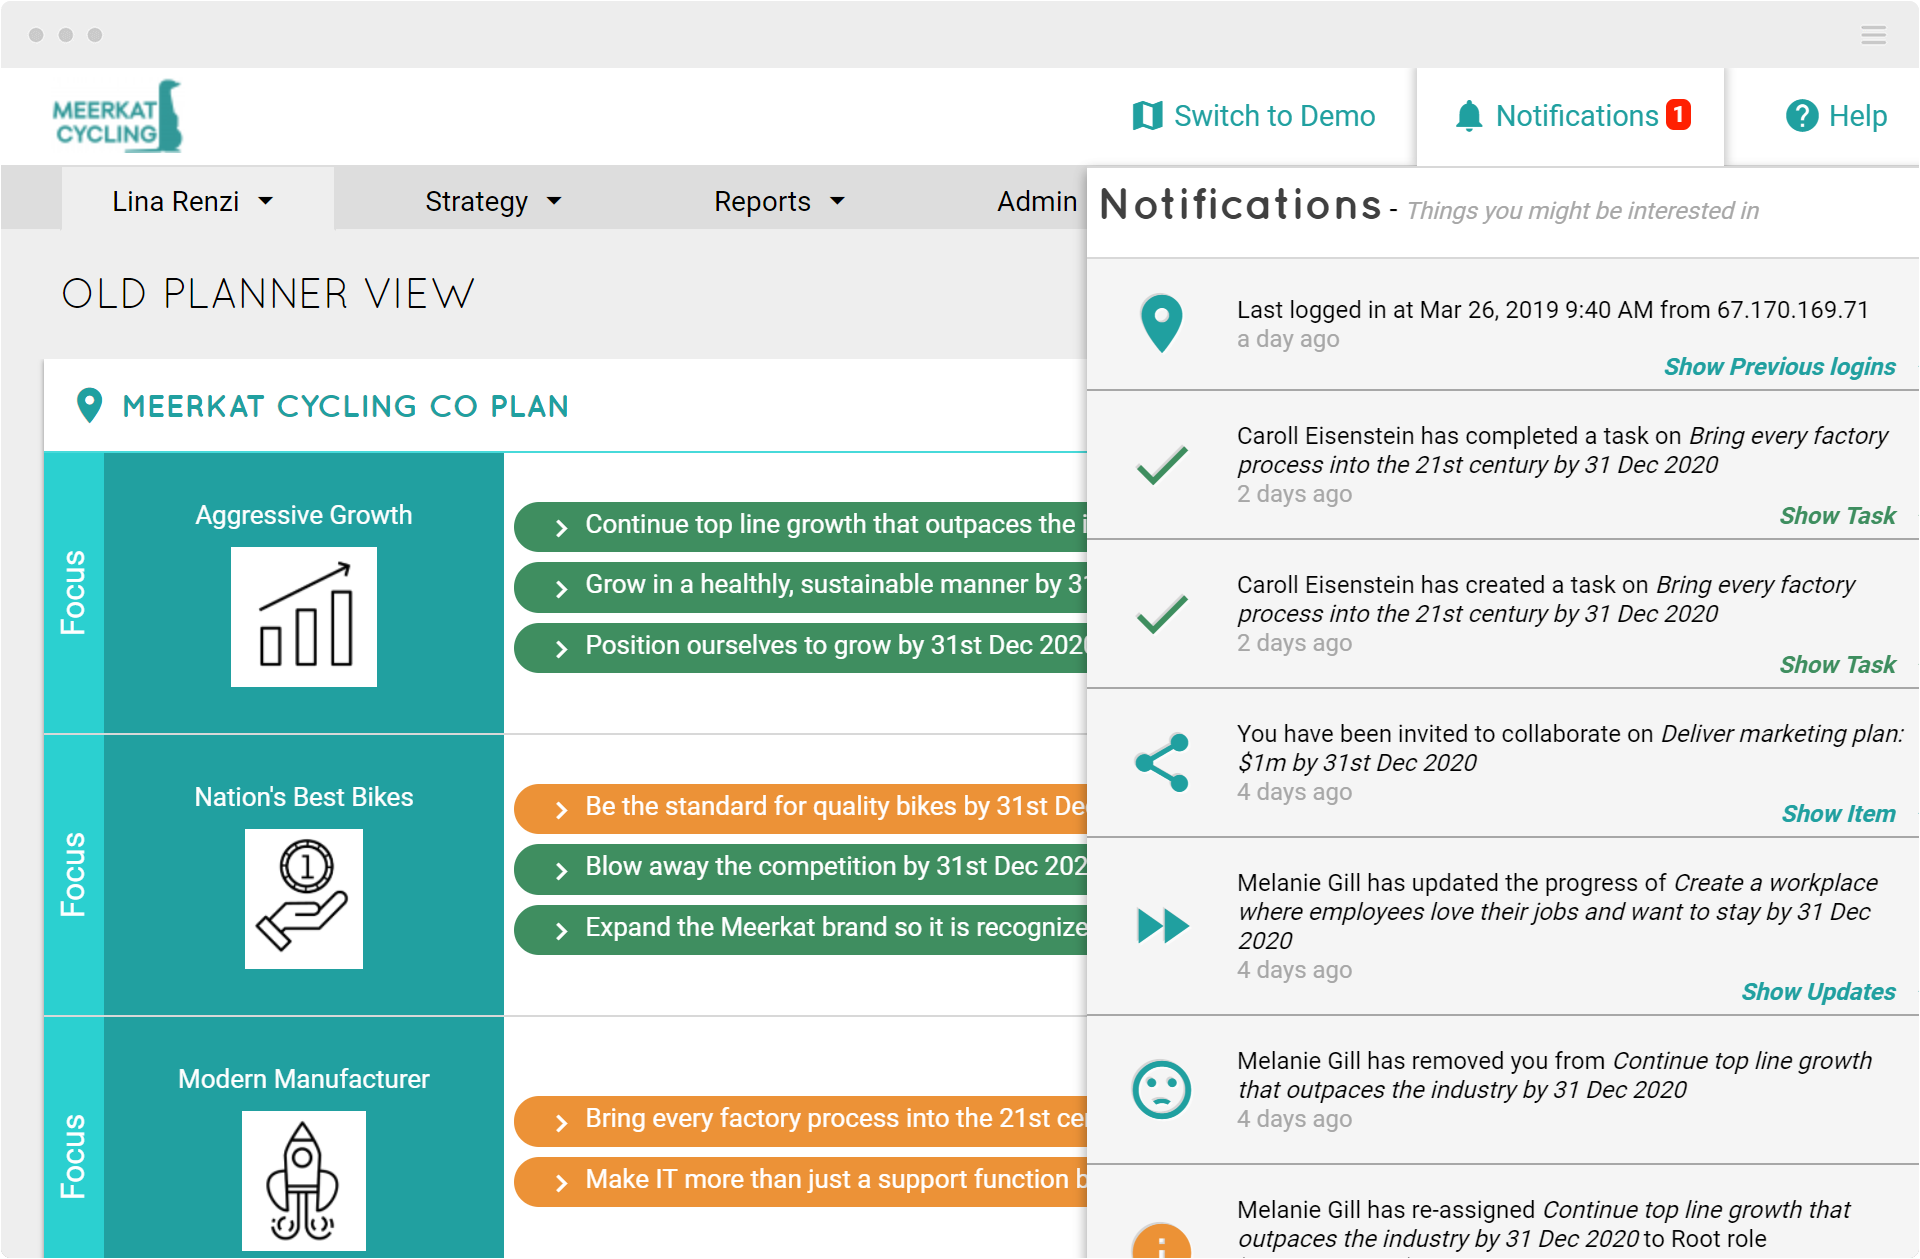 MEERKAT
CYCLING
Switch to Demo
Notifications 1
? Help
Lina Renzi
Strategy
Reports
Admin
OLD PLANNER VIEW
MEERKAT CYCLING CO PLAN
Focus
Aggressive Growth
Continue top line growth that outpaces the i
Grow in a healthly, sustainable manner by 31
Position ourselves to grow by 31st Dec 2020
Focus
Nation's Best Bikes
1
Be the standard for quality bikes by 31st Dec
Blow away the competition by 31st Dec 202
Expand the Meerkat brand so it is recognize
Focus
Modern Manufacturer
Bring every factory process into the 21st cen
Make IT more than just a support function b
Notifications - Things you might be interested in
Last logged in at Mar 26, 2019 9:40 AM from 67.170.169.71
a day ago
Show Previous logins
Caroll Eisenstein has completed a task on Bring every factory
process into the 21st century by 31 Dec 2020
2 days ago
Show Task
Caroll Eisenstein has created a task on Bring every factory
process into the 21st century by 31 Dec 2020
2 days ago
Show Task
You have been invited to collaborate on Deliver marketing plan:
$1m by 31st Dec 2020
4 days ago
Show Item
Melanie Gill has updated the progress of Create a workplace
where employees love their jobs and want to stay by 31 Dec
2020
4 days ago
Show Updates
Melanie Gill has removed you from Continue top line growth
that outpaces the industry by 31 Dec 2020
4 days ago
Melanie Gill has re-assigned Continue top line growth that
outpaces the industry by 31 Dec 2020 to Root role